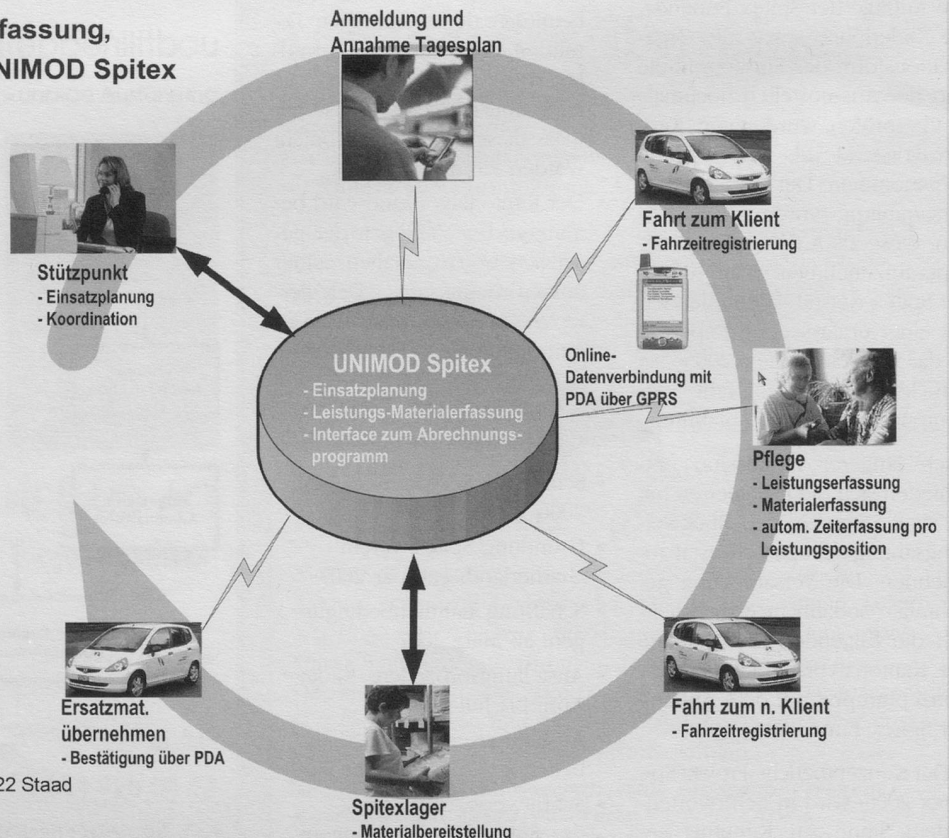 fassung,
NIMOD Spitex
Anmeldung und
Annahme Tagesplan
Fahrt zum Klient
- Fahrzeitregistrierung
Stützpunkt
- Einsatzplanung
- Koordination
Online-
Datenverbindung mit
PDA über GPRS
UNIMOD Spitex
- Einsatzplanung
- Leistungs-Materialerfassung
- Interface zum Abrechnungs-
programm
Pflege
- Leistungserfassung
- Materialerfassung
- autom. Zeiterfassung pro
Leistungsposition
Fahrt zum n. Klient
- Fahrzeitregistrierung
Ersatzmat.
übernehmen
- Bestätigung über PDA
22 Staad
Spitexlager
- Materialbereitstellung